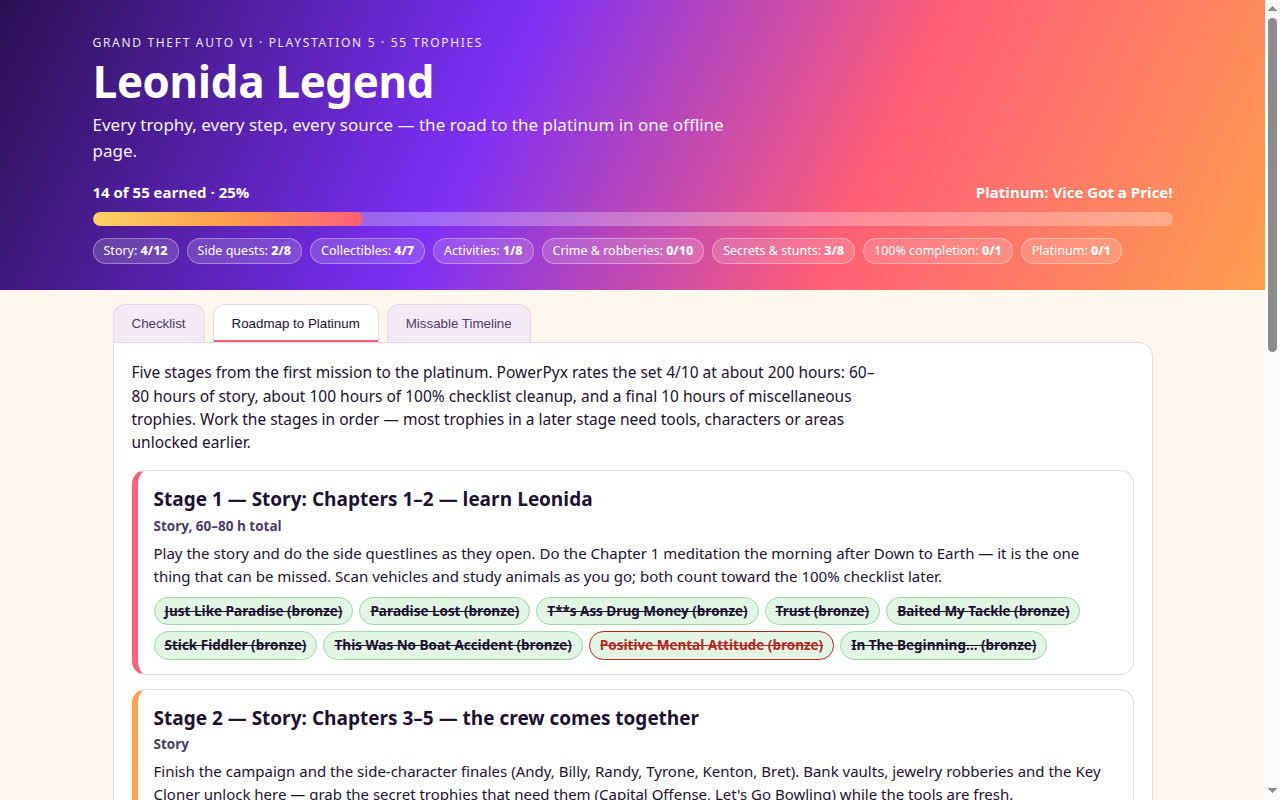 GRAND THEFT AUTO VI · PLAYSTATION 5 · 55 TROPHIES
Leonida Legend
Every trophy, every step, every source — the road to the platinum in one offline
page.
14 of 55 earned · 25%
Platinum: Vice Got a Price!
Story: 4/12
Side quests: 2/8
Collectibles: 4/7
Activities: 1/8
Crime & robberies: 0/10
Secrets & stunts: 3/8
100% completion: 0/1
Platinum: 0/1
Checklist
Roadmap to Platinum
Missable Timeline
Five stages from the first mission to the platinum. PowerPyx rates the set 4/10 at about 200 hours: 60–
80 hours of story, about 100 hours of 100% checklist cleanup, and a final 10 hours of miscellaneous
trophies. Work the stages in order — most trophies in a later stage need tools, characters or areas
unlocked earlier.
Stage 1 — Story: Chapters 1–2 — learn Leonida
Story, 60–80 h total
Play the story and do the side questlines as they open. Do the Chapter 1 meditation the morning after Down to Earth — it is the one
thing that can be missed. Scan vehicles and study animals as you go; both count toward the 100% checklist later.
Just Like Paradise (bronze)
Paradise Lost (bronze)
T**s Ass Drug Money (bronze)
Trust (bronze)
Baited My Tackle (bronze)
Stick Fiddler (bronze)
This Was No Boat Accident (bronze)
Positive Mental Attitude (bronze)
In The Beginning... (bronze)
Stage 2 — Story: Chapters 3–5 — the crew comes together
Story
Finish the campaign and the side-character finales (Andy, Billy, Randy, Tyrone, Kenton, Bret). Bank vaults, jewelry robberies and the Key
Cloner unlock here — grab the secret trophies that need them (Capital Offense, Let's Go Bowling) while the tools are fresh.